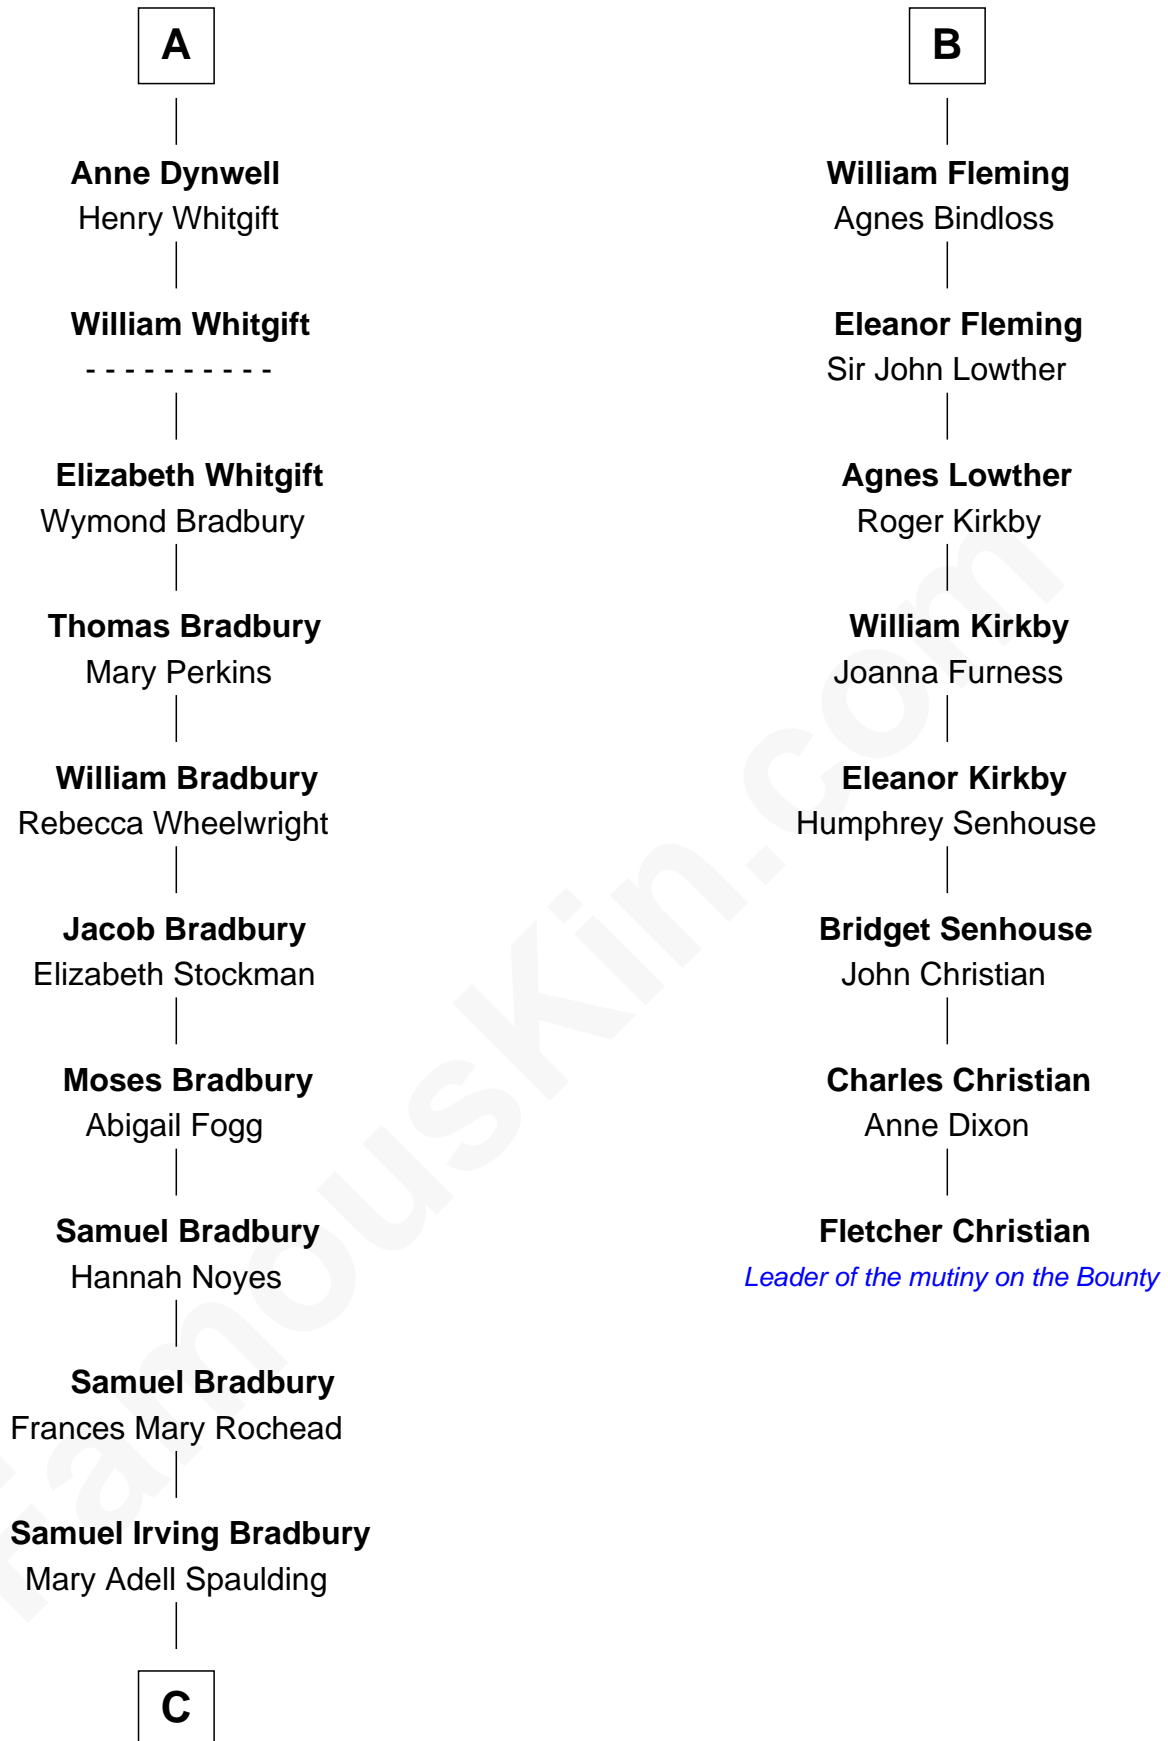 A
Anne Dynwell
Henry Whitgift
William Whitgift
- - - - - - - - - -
Elizabeth Whitgift
Wymond Bradbury
Thomas Bradbury
Mary Perkins
William Bradbury
Rebecca Wheelwright
Jacob Bradbury
Elizabeth Stockman
Moses Bradbury
Abigail Fogg
Samuel Bradbury
Hannah Noyes
Samuel Bradbury
Frances Mary Rochead
Samuel Irving Bradbury
Mary Adell Spaulding
C
B
William Fleming
Agnes Bindloss
Eleanor Fleming
Sir John Lowther
Agnes Lowther
Roger Kirkby
William Kirkby
Joanna Furness
Eleanor Kirkby
Humphrey Senhouse
Bridget Senhouse
John Christian
Charles Christian
Anne Dixon
Fletcher Christian
Leader of the mutiny on the Bounty
FamousKin.com